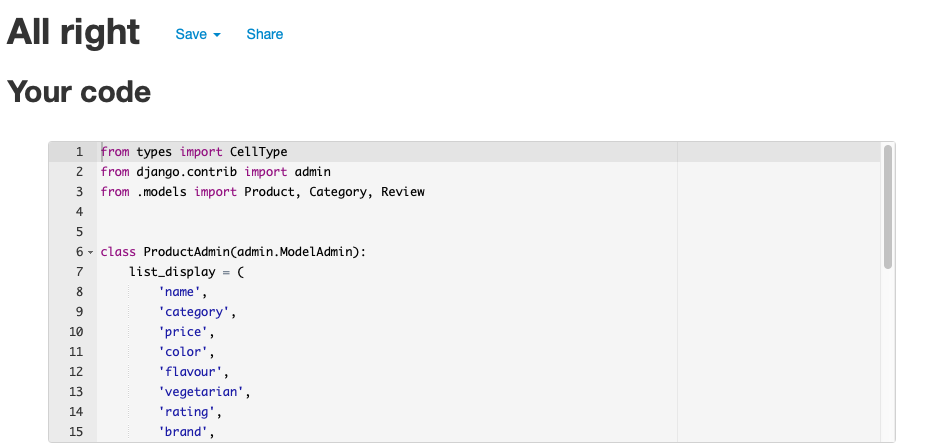 All right Save Share
Your code
1 from types import CellType
2 from django.contrib import admin
3 from .models import Product, Category, Review
4
5
6 class ProductAdmin(admin.ModelAdmin):
7 list_display = (
8 'name',
9 'category',
10 'price',
11 'color',
12 'flavour',
13 'vegetarian',
14 'rating',
15 'brand',